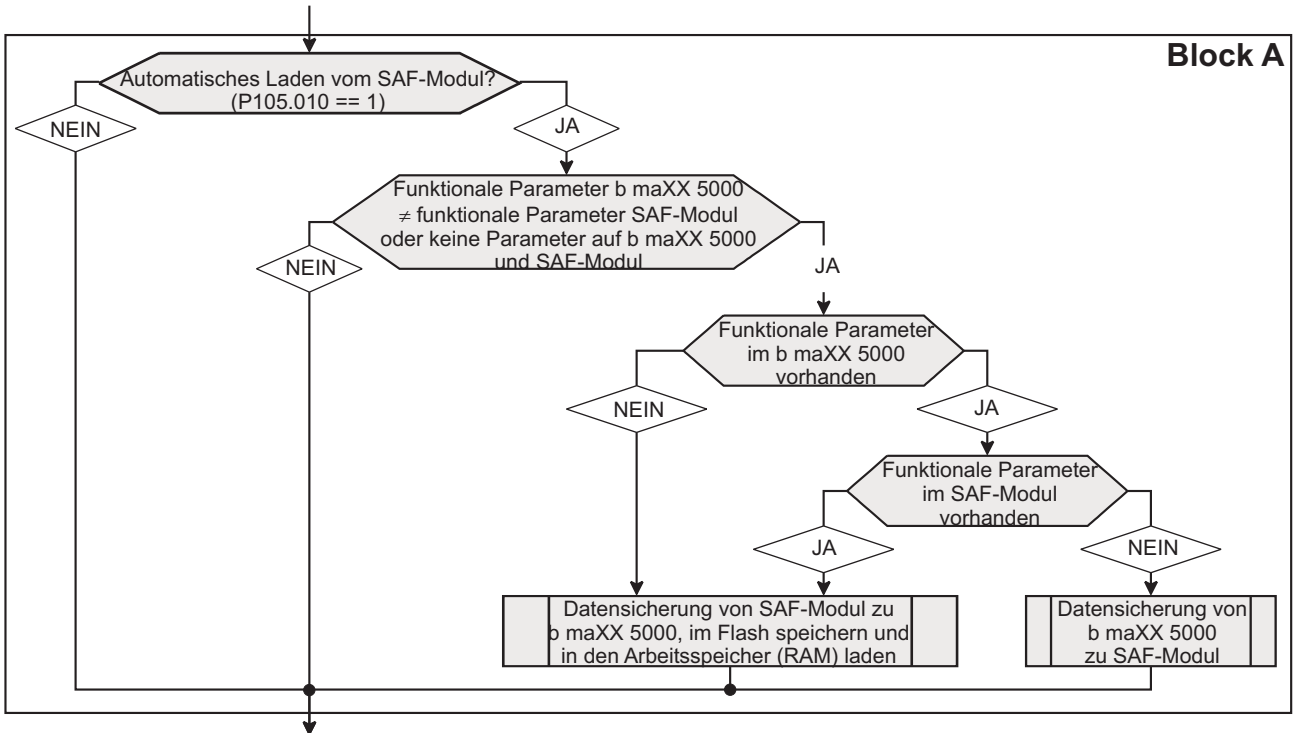 Block A
Automatisches Laden vom SAF-Modul?
(P105.010 == 1)
NEIN
JA
Funktionale Parameter b maXX 5000
≠ funktionale Parameter SAF-Modul
oder keine Parameter auf b maXX 5000
und SAF-Modul
NEIN
JA
Funktionale Parameter
im b maXX 5000
vorhanden
NEIN
JA
Funktionale Parameter
im SAF-Modul
vorhanden
JA
NEIN
Datensicherung von SAF-Modul zu
b maXX 5000, im Flash speichern und
in den Arbeitsspeicher (RAM) laden
Datensicherung von
b maXX 5000
zu SAF-Modul